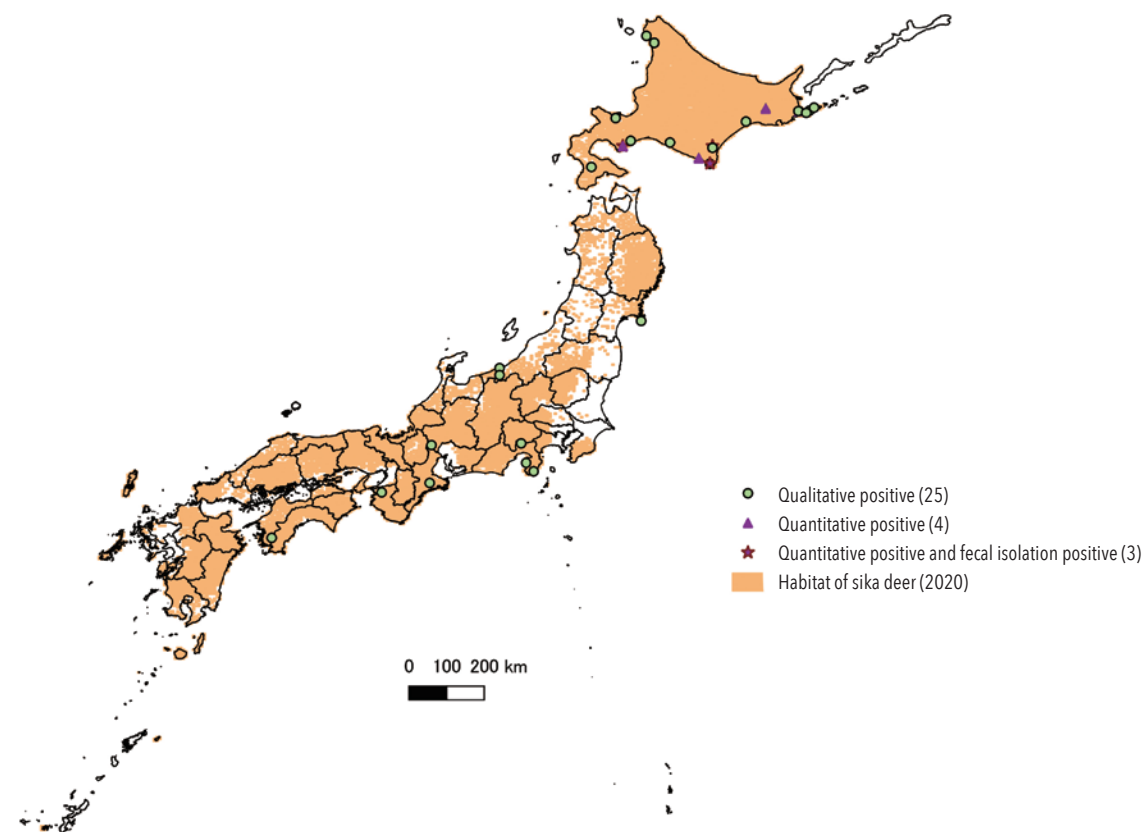 Qualitative positive (25)
Quantitative positive (4)
Quantitative positive and fecal isolation positive (3)
Habitat of sika deer (2020)
0 100 200 km